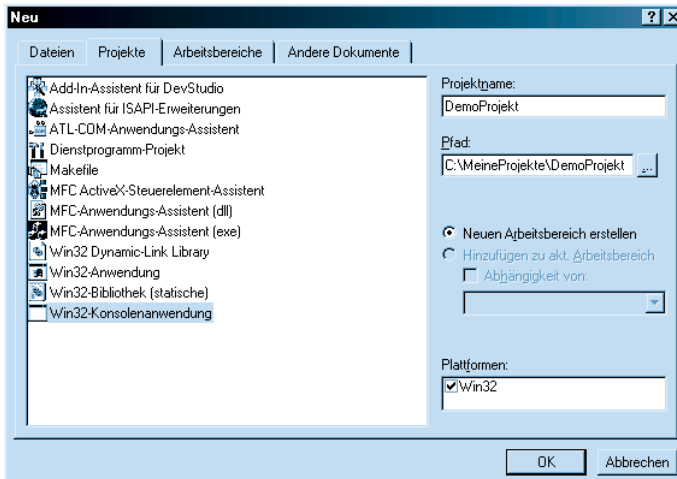 Neu
Dateien
Projekte
Arbeitsbereiche
Andere Dokumente
Add-In-Assistent für DevStudio
Assistent für ISAPI-Erweiterungen
ATL-COM-Anwendungs-Assistent
Dienstprogramm-Projekt
Makefile
MFC ActiveX-Steuerelement-Assistent
MFC-Anwendungs-Assistent (dll)
MFC-Anwendungs-Assistent (exe)
Win32 Dynamic-Link Library
Win32-Anwendung
Win32-Bibliothek (statische)
Win32-Konsolenanwendung
Projektname:
DemoProjekt
Pfad:
C:\MeineProjekte\DemoProjekt
...
Neuen Arbeitsbereich erstellen
Hinzufügen zu akt. Arbeitsbereich
Abhängigkeit von:
Plattformen:
Win32
OK
Abbrechen